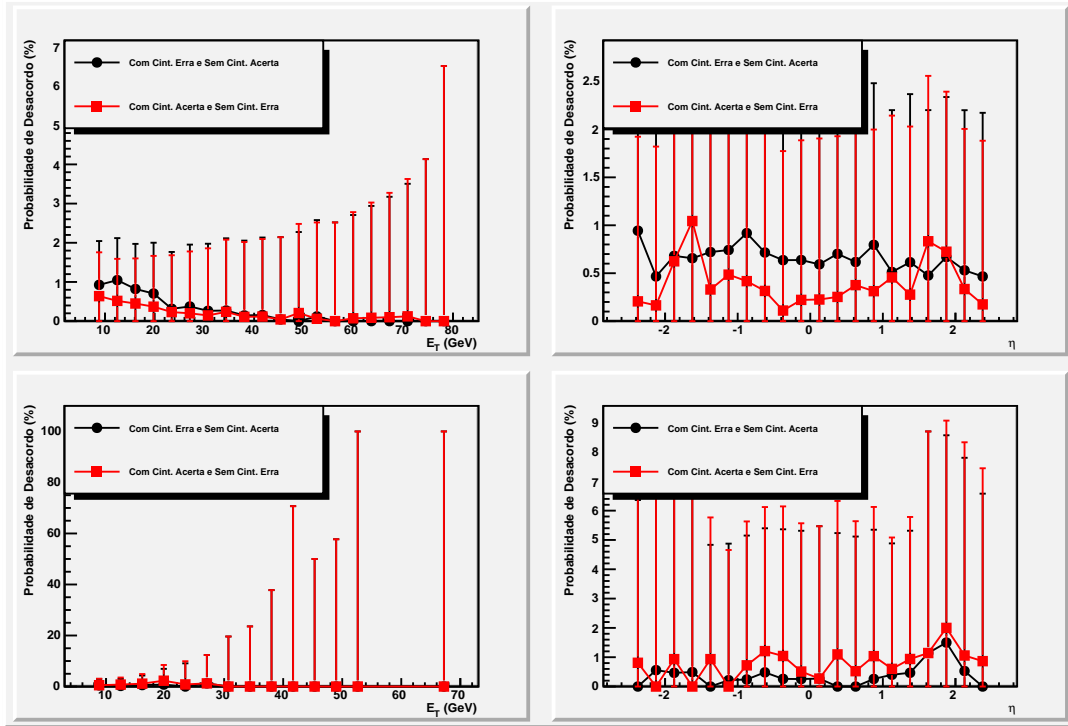 Probabilidade de Desacordo (%)
7
6
5
4
3
2
1
0
Com Cint. Erra e Sem Cint. Acerta
Com Cint. Acerta e Sem Cint. Erra
10 20 30 40 50 60 70 80
E_T (GeV)
Probabilidade de Desacordo (%)
2.5
2
1.5
1
0.5
0
Com Cint. Erra e Sem Cint. Acerta
Com Cint. Acerta e Sem Cint. Erra
-2 -1 0 1 2
η
Probabilidade de Desacordo (%)
100
80
60
40
20
0
Com Cint. Erra e Sem Cint. Acerta
Com Cint. Acerta e Sem Cint. Erra
10 20 30 40 50 60 70
E_T (GeV)
Probabilidade de Desacordo (%)
9
8
7
6
5
4
3
2
1
0
Com Cint. Erra e Sem Cint. Acerta
Com Cint. Acerta e Sem Cint. Erra
-2 -1 0 1 2
η